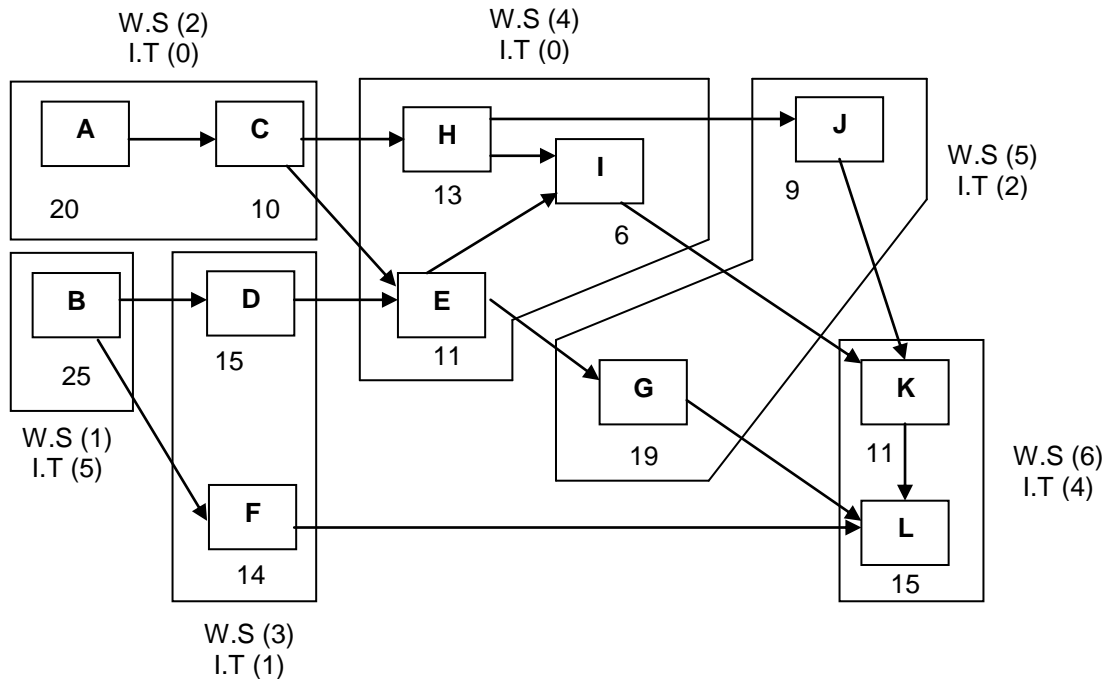 W.S (2)
I.T (0)
W.S (4)
I.T (0)
A
C
H
I
J
20
10
13
6
9
W.S (5)
I.T (2)
B
D
E
25
15
11
G
K
19
11
W.S (1)
I.T (5)
W.S (6)
I.T (4)
F
L
14
15
W.S (3)
I.T (1)